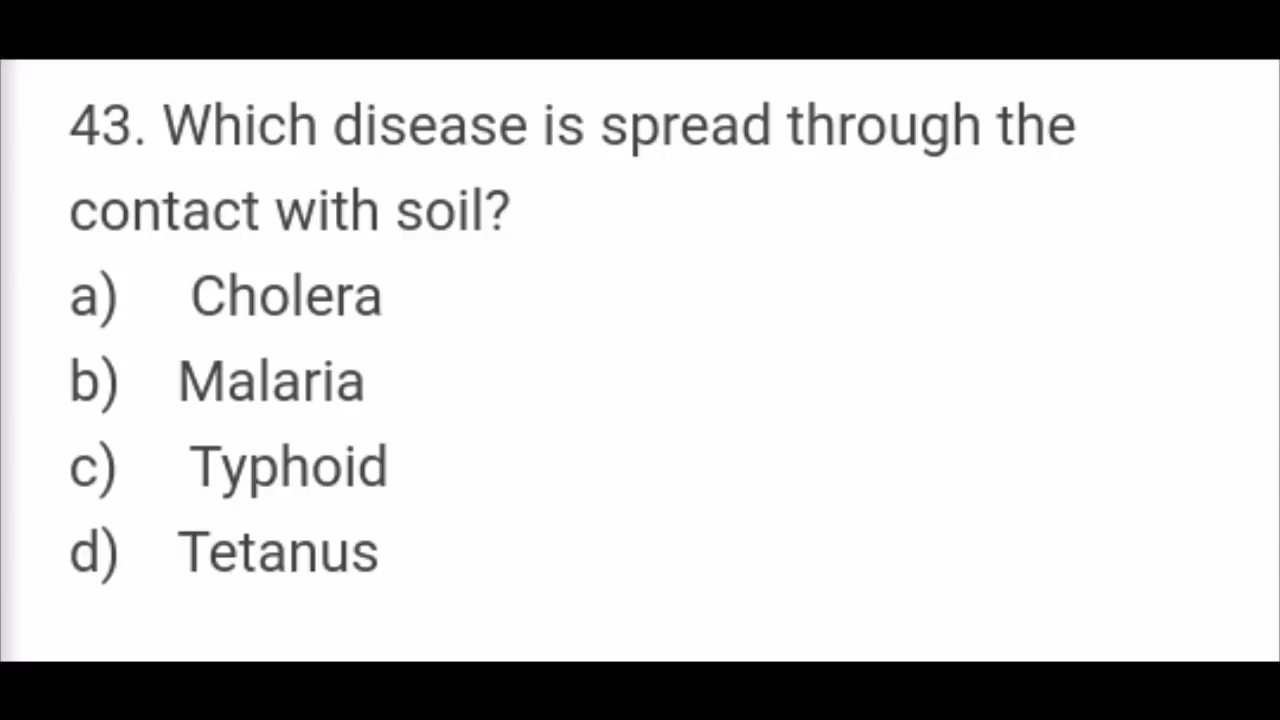 43. Which disease is spread through the
contact with soil?
a) Cholera
b) Malaria
c) Typhoid
d) Tetanus